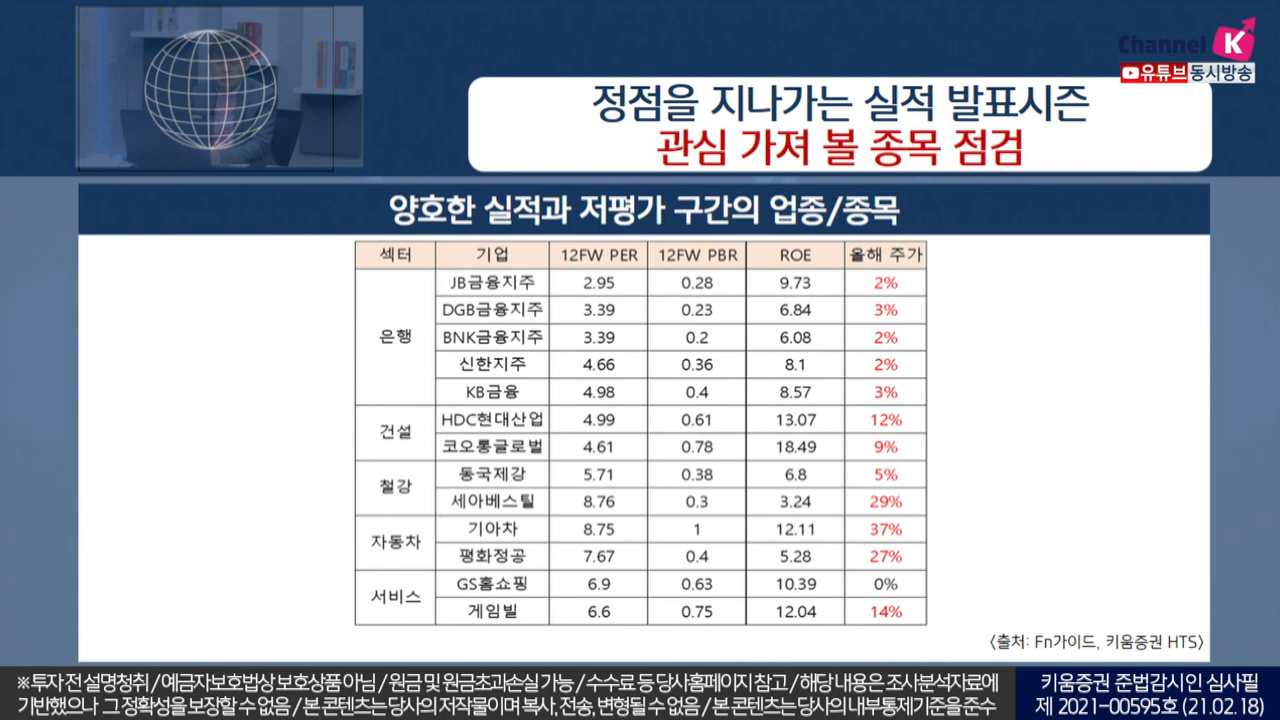 Channel K
유튜브동시방송
정점을 지나가는 실적 발표시즌
관심 가져 볼 종목 점검
양호한 실적과 저평가 구간의 업종/종목
섹터 기업 12FW PER 12FW PBR ROE 올해 주가
은행 JB금융지주 2.95 0.28 9.73 2%
DGB금융지주 3.39 0.23 6.84 3%
BNK금융지주 3.39 0.2 6.08 2%
신한지주 4.66 0.36 8.1 2%
KB금융 4.98 0.4 8.57 3%
건설 HDC현대산업 4.99 0.61 13.07 12%
코오롱글로벌 4.61 0.78 18.49 9%
철강 동국제강 5.71 0.38 6.8 5%
세아베스틸 8.76 0.3 3.24 29%
자동차 기아차 8.75 1 12.11 37%
평화정공 7.67 0.4 5.28 27%
서비스 GS홈쇼핑 6.9 0.63 10.39 0%
게임빌 6.6 0.75 12.04 14%
〈출처: Fn가이드, 키움증권 HTS〉
※ 투자 전 설명청취 / 예금자보호법상 보호상품 아님 / 원금 및 원금초과손실 가능 / 수수료 등 당사홈페이지 참고 / 해당 내용은 조사분석자료에
기반했으나 그 정확성을 보장할 수 없음 / 본 콘텐츠는 당사의 저작물이며 복사, 전송, 변형될 수 없음 / 본 콘텐츠는 당사의 내부통제기준을 준수
키움증권 준법감시인 심사필
제 2021-00595호 (21.02.18)